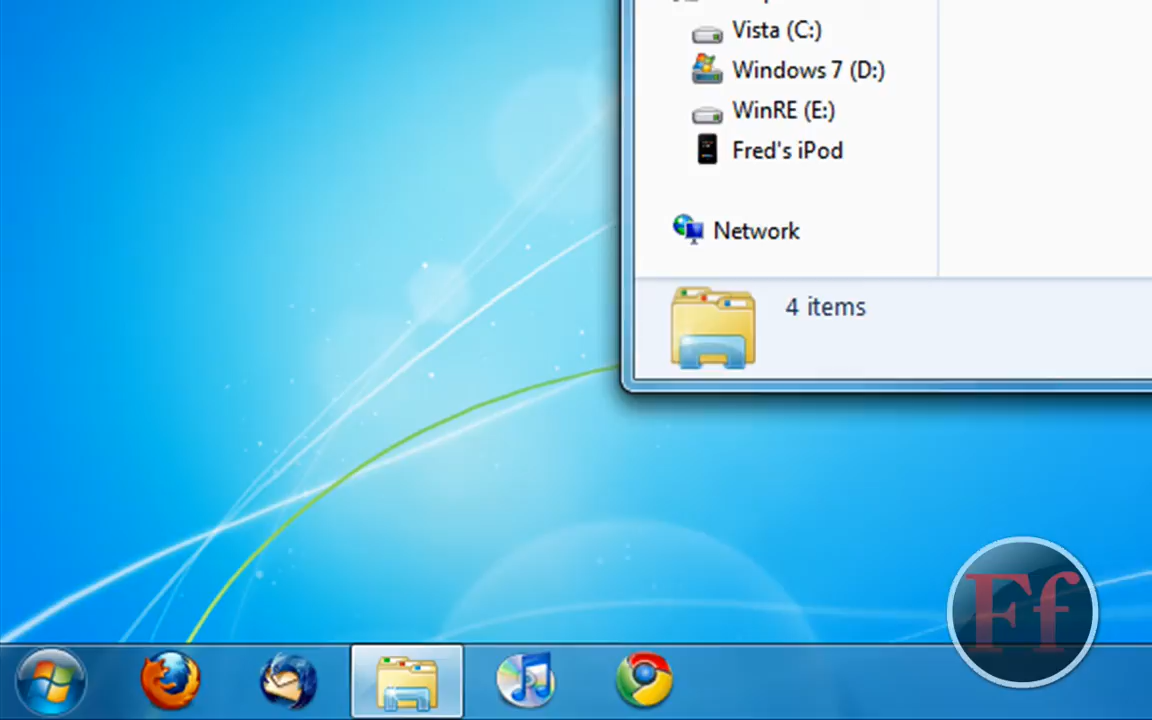 Vista (C:)
Windows 7 (D:)
WinRE (E:)
Fred's iPod
Network
4 items
Ff